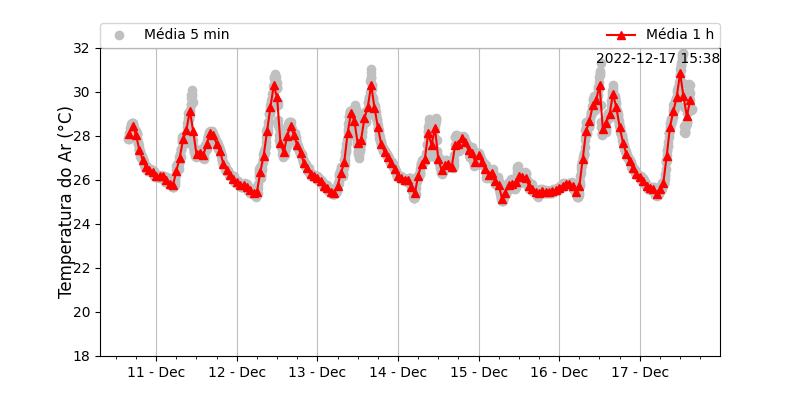 Média 5 min
Média 1 h
2022-12-17 15:38
Temperatura do Ar (°C)
32
30
28
26
24
22
20
18
11 - Dec
12 - Dec
13 - Dec
14 - Dec
15 - Dec
16 - Dec
17 - Dec